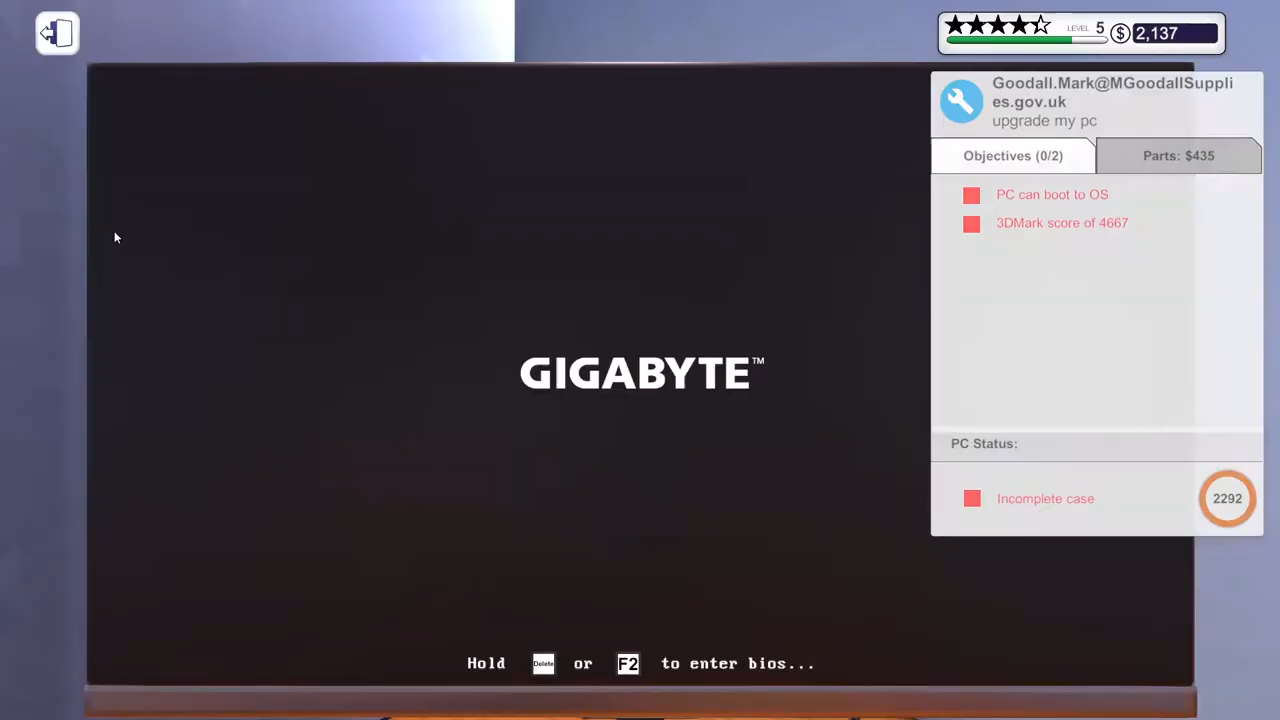 LEVEL 5
$ 2,137
Goodall.Mark@MGoodallSuppli
es.gov.uk
upgrade my pc
Objectives (0/2)
Parts: $435
PC can boot to OS
3DMark score of 4667
GIGABYTE™
PC Status:
Incomplete case
2292
Hold Delete or F2 to enter bios...